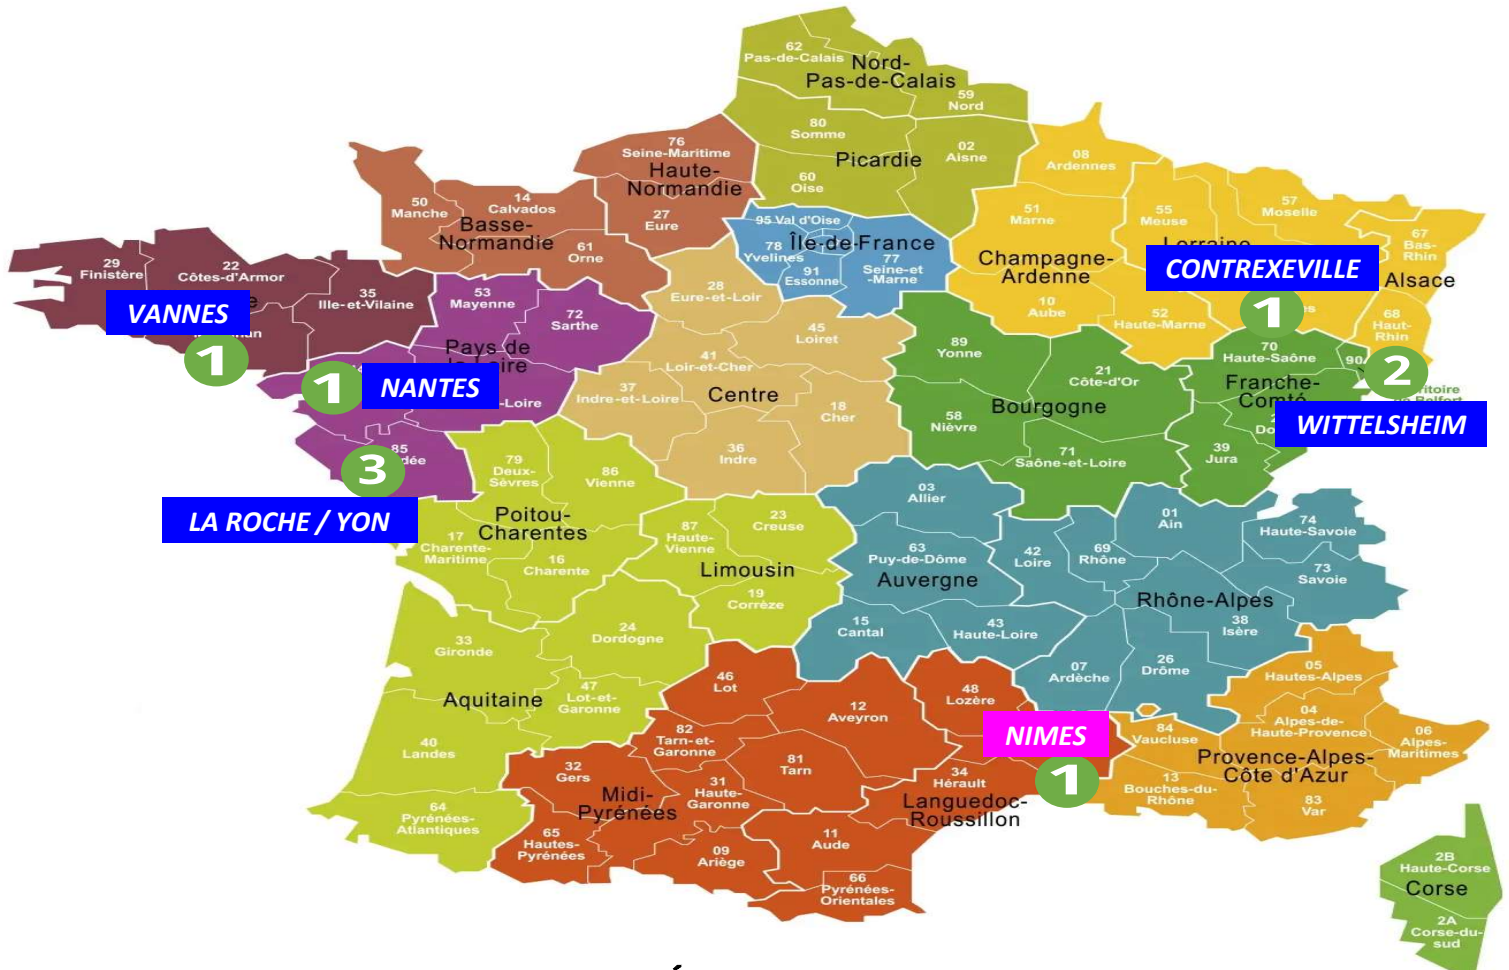 62
Pas-de-Calais
Nord-
Pas-de-Calais
59
Nord
80
Somme
Picardie
02
Aisne
60
Oise
76
Seine-Maritime
Haute-
Normandie
27
Eure
50
Manche
14
Calvados
Basse-
Normandie
61
Orne
08
Ardennes
51
Marne
55
Meuse
57
Moselle
Lorraine
67
Bas-
Rhin
Alsace
68
Haut-
Rhin
Champagne-
Ardenne
10
Aube
52
Haute-Marne
CONTREXEVILLE
1
95 Val d'Oise
Île-de-France
78
Yvelines
91
Essonne
77
Seine-et
-Marne
29
Finistère
22
Côtes-d'Armor
35
Ille-et-Vilaine
VANNES
1
53
Mayenne
72
Sarthe
Pays de
la Loire
1
NANTES
-Loire
85
3
LA ROCHE / YON
28
Eure-et-Loir
45
Loiret
41
Loir-et-Cher
37
Indre-et-Loire
Centre
18
Cher
36
Indre
89
Yonne
21
Côte-d'Or
Bourgogne
58
Nièvre
71
Saône-et-Loire
70
Haute-Saône
90
2
Franche-
Comté
WITTELSHEIM
39
Jura
79
Deux-
Sèvres
86
Vienne
Poitou-
Charentes
17
Charente-
Maritime
16
Charente
87
Haute-
Vienne
23
Creuse
Limousin
19
Corrèze
03
Allier
63
Puy-de-Dôme
Auvergne
15
Cantal
43
Haute-Loire
42
Loire
69
Rhône
01
Ain
74
Haute-Savoie
73
Savoie
Rhône-Alpes
38
Isère
07
Ardèche
26
Drôme
33
Gironde
24
Dordogne
Aquitaine
47
Lot-et-
Garonne
40
Landes
64
Pyrénées-
Atlantiques
46
Lot
12
Aveyron
82
Tarn-et-
Garonne
81
Tarn
32
Gers
31
Haute-
Garonne
Midi-
Pyrénées
65
Hautes-
Pyrénées
09
Ariège
48
Lozère
NIMES
1
34
Hérault
Languedoc-
Roussillon
11
Aude
66
Pyrénées-
Orientales
05
Hautes-Alpes
04
Alpes-de-
Haute-Provence
06
Alpes-
Maritimes
84
Vaucluse
Provence-Alpes-
Côte d'Azur
13
Bouches-du-
Rhône
83
Var
2B
Haute-Corse
Corse
2A
Corse-du-
sud